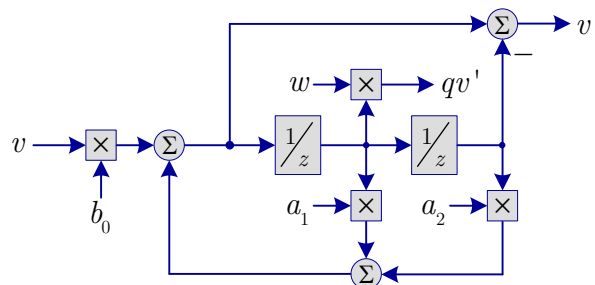 Σ v
−
w × qv'
v × Σ 1/z 1/z
b₀ a₁ × a₂ ×
Σ